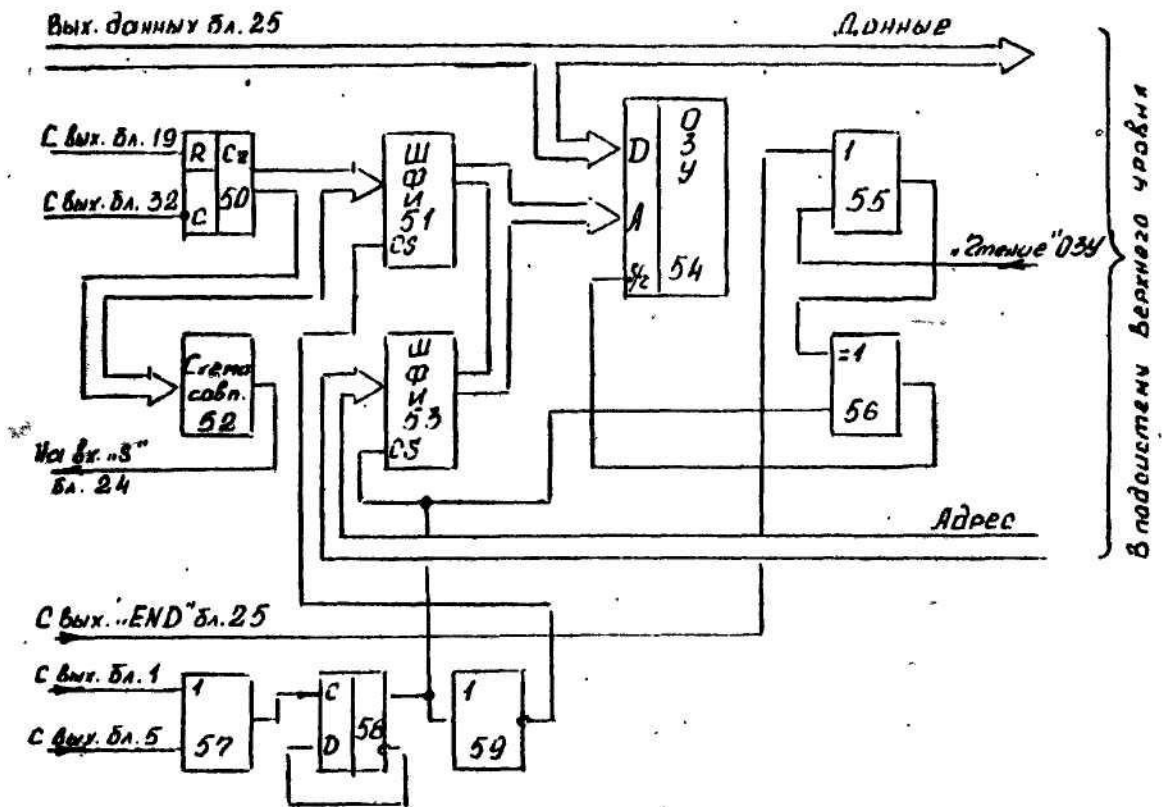 Вых. данных бл. 25
Данные
С вых. бл. 19
С вых. бл. 32
R
C
Ст
50
Ш
Ф
И
51
CS
D
A
О
З
У
54
1
55
"Чтение" ОЗУ
Схема
совп.
52
Ш
Ф
И
53
CS
=1
56
На вх. "S"
бл. 24
Адрес
В подсистему верхнего уровня
С вых. "END" бл. 25
С вых. бл. 1
С вых. бл. 5
1
57
C
D
58
1
59